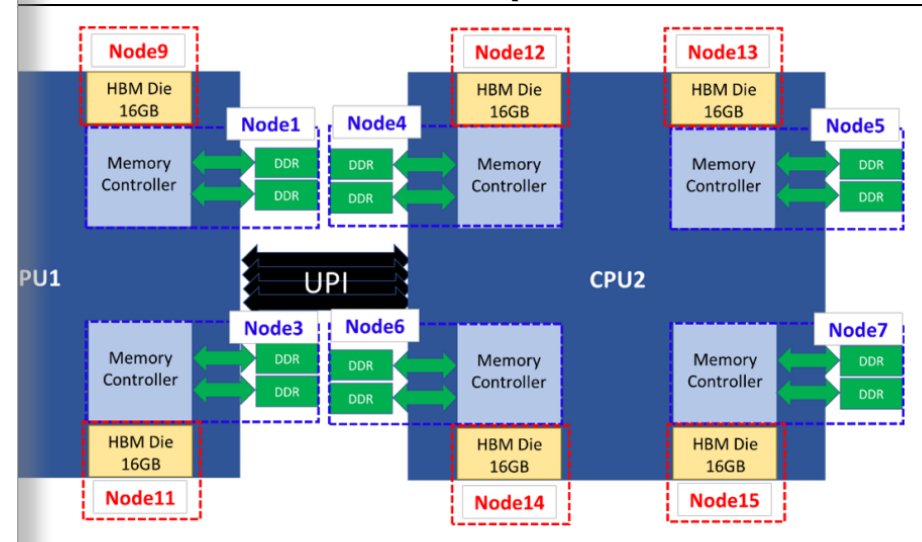 Node9
Node12
Node13
HBM Die
16GB
HBM Die
16GB
HBM Die
16GB
Node1
Node4
Node5
Memory
Controller
DDR
DDR
DDR
DDR
Memory
Controller
Memory
Controller
DDR
DDR
PU1
UPI
CPU2
Node3
Node6
Node7
Memory
Controller
DDR
DDR
DDR
DDR
Memory
Controller
Memory
Controller
DDR
DDR
HBM Die
16GB
HBM Die
16GB
HBM Die
16GB
Node11
Node14
Node15